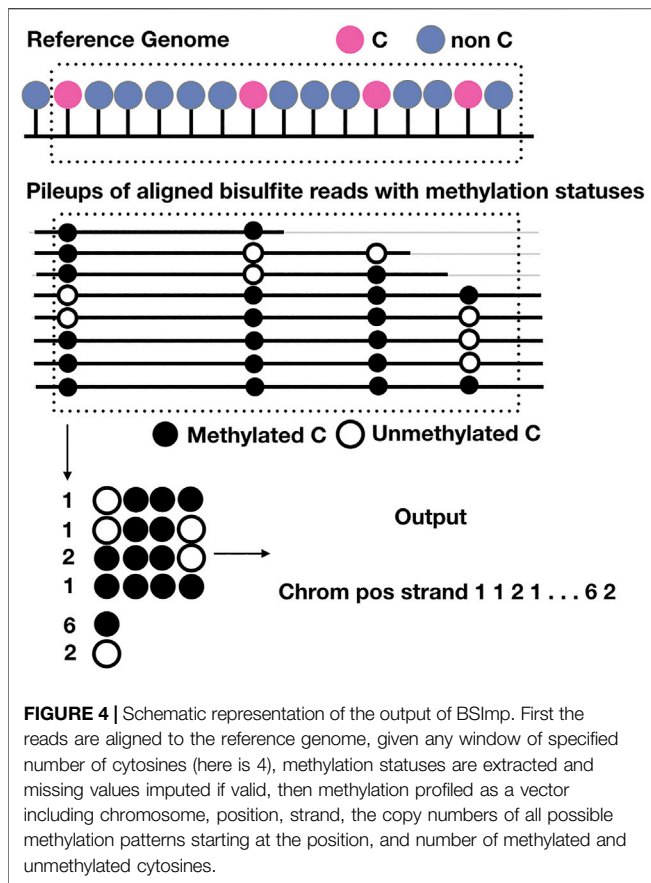 Reference Genome
C
non C
Pileups of aligned bisulfite reads with methylation statuses
Methylated C
Unmethylated C
1
1
2
1
6
2
Output
Chrom pos strand 1 1 2 1 . . . 6 2
FIGURE 4 | Schematic representation of the output of BSImp. First the
reads are aligned to the reference genome, given any window of specified
number of cytosines (here is 4), methylation statuses are extracted and
missing values imputed if valid, then methylation profiled as a vector
including chromosome, position, strand, the copy numbers of all possible
methylation patterns starting at the position, and number of methylated and
unmethylated cytosines.